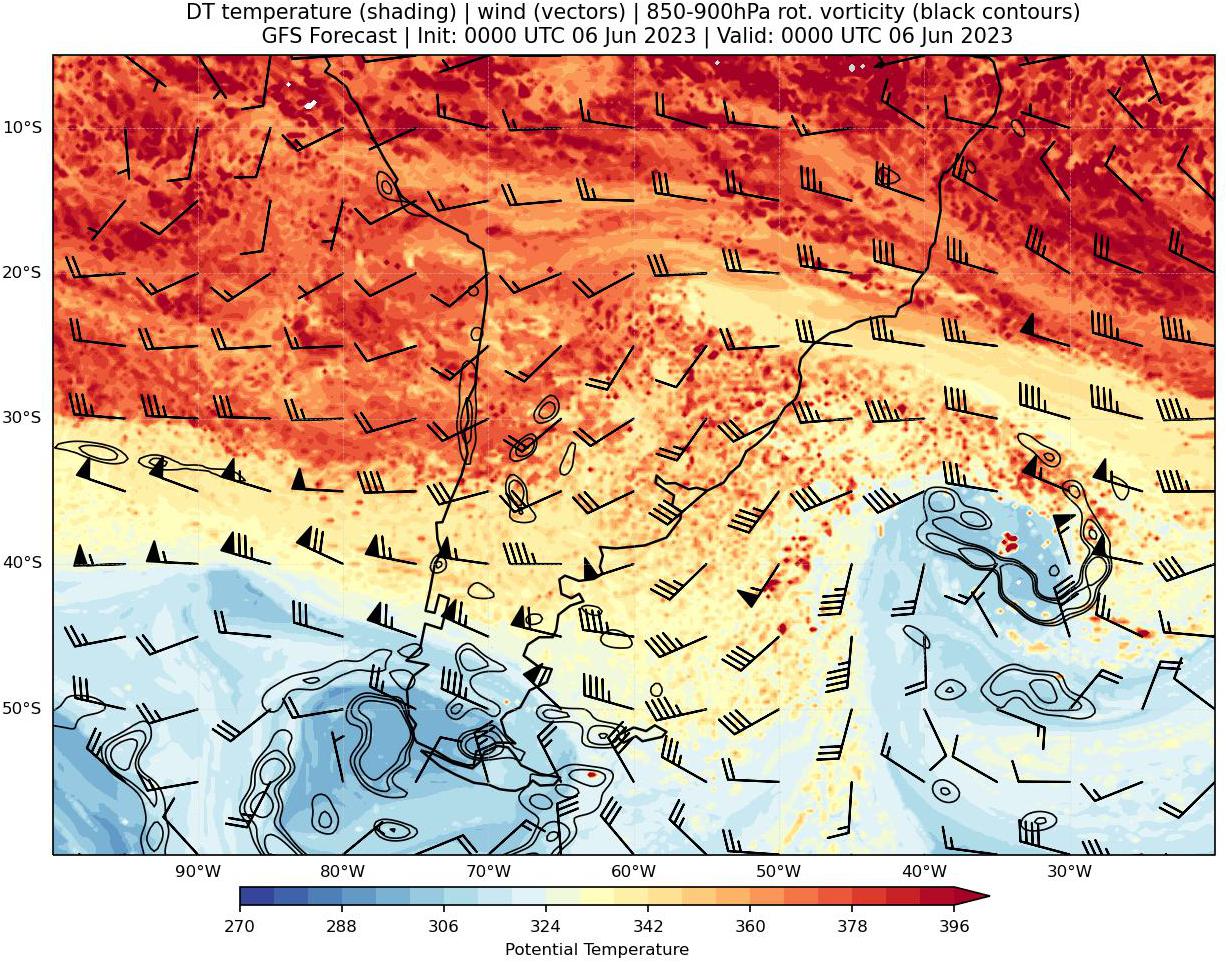 DT temperature (shading) | wind (vectors) | 850-900hPa rot. vorticity (black contours)
GFS Forecast | Init: 0000 UTC 06 Jun 2023 | Valid: 0000 UTC 06 Jun 2023
10°S
20°S
30°S
40°S
50°S
90°W 80°W 70°W 60°W 50°W 40°W 30°W
270 288 306 324 342 360 378 396
Potential Temperature